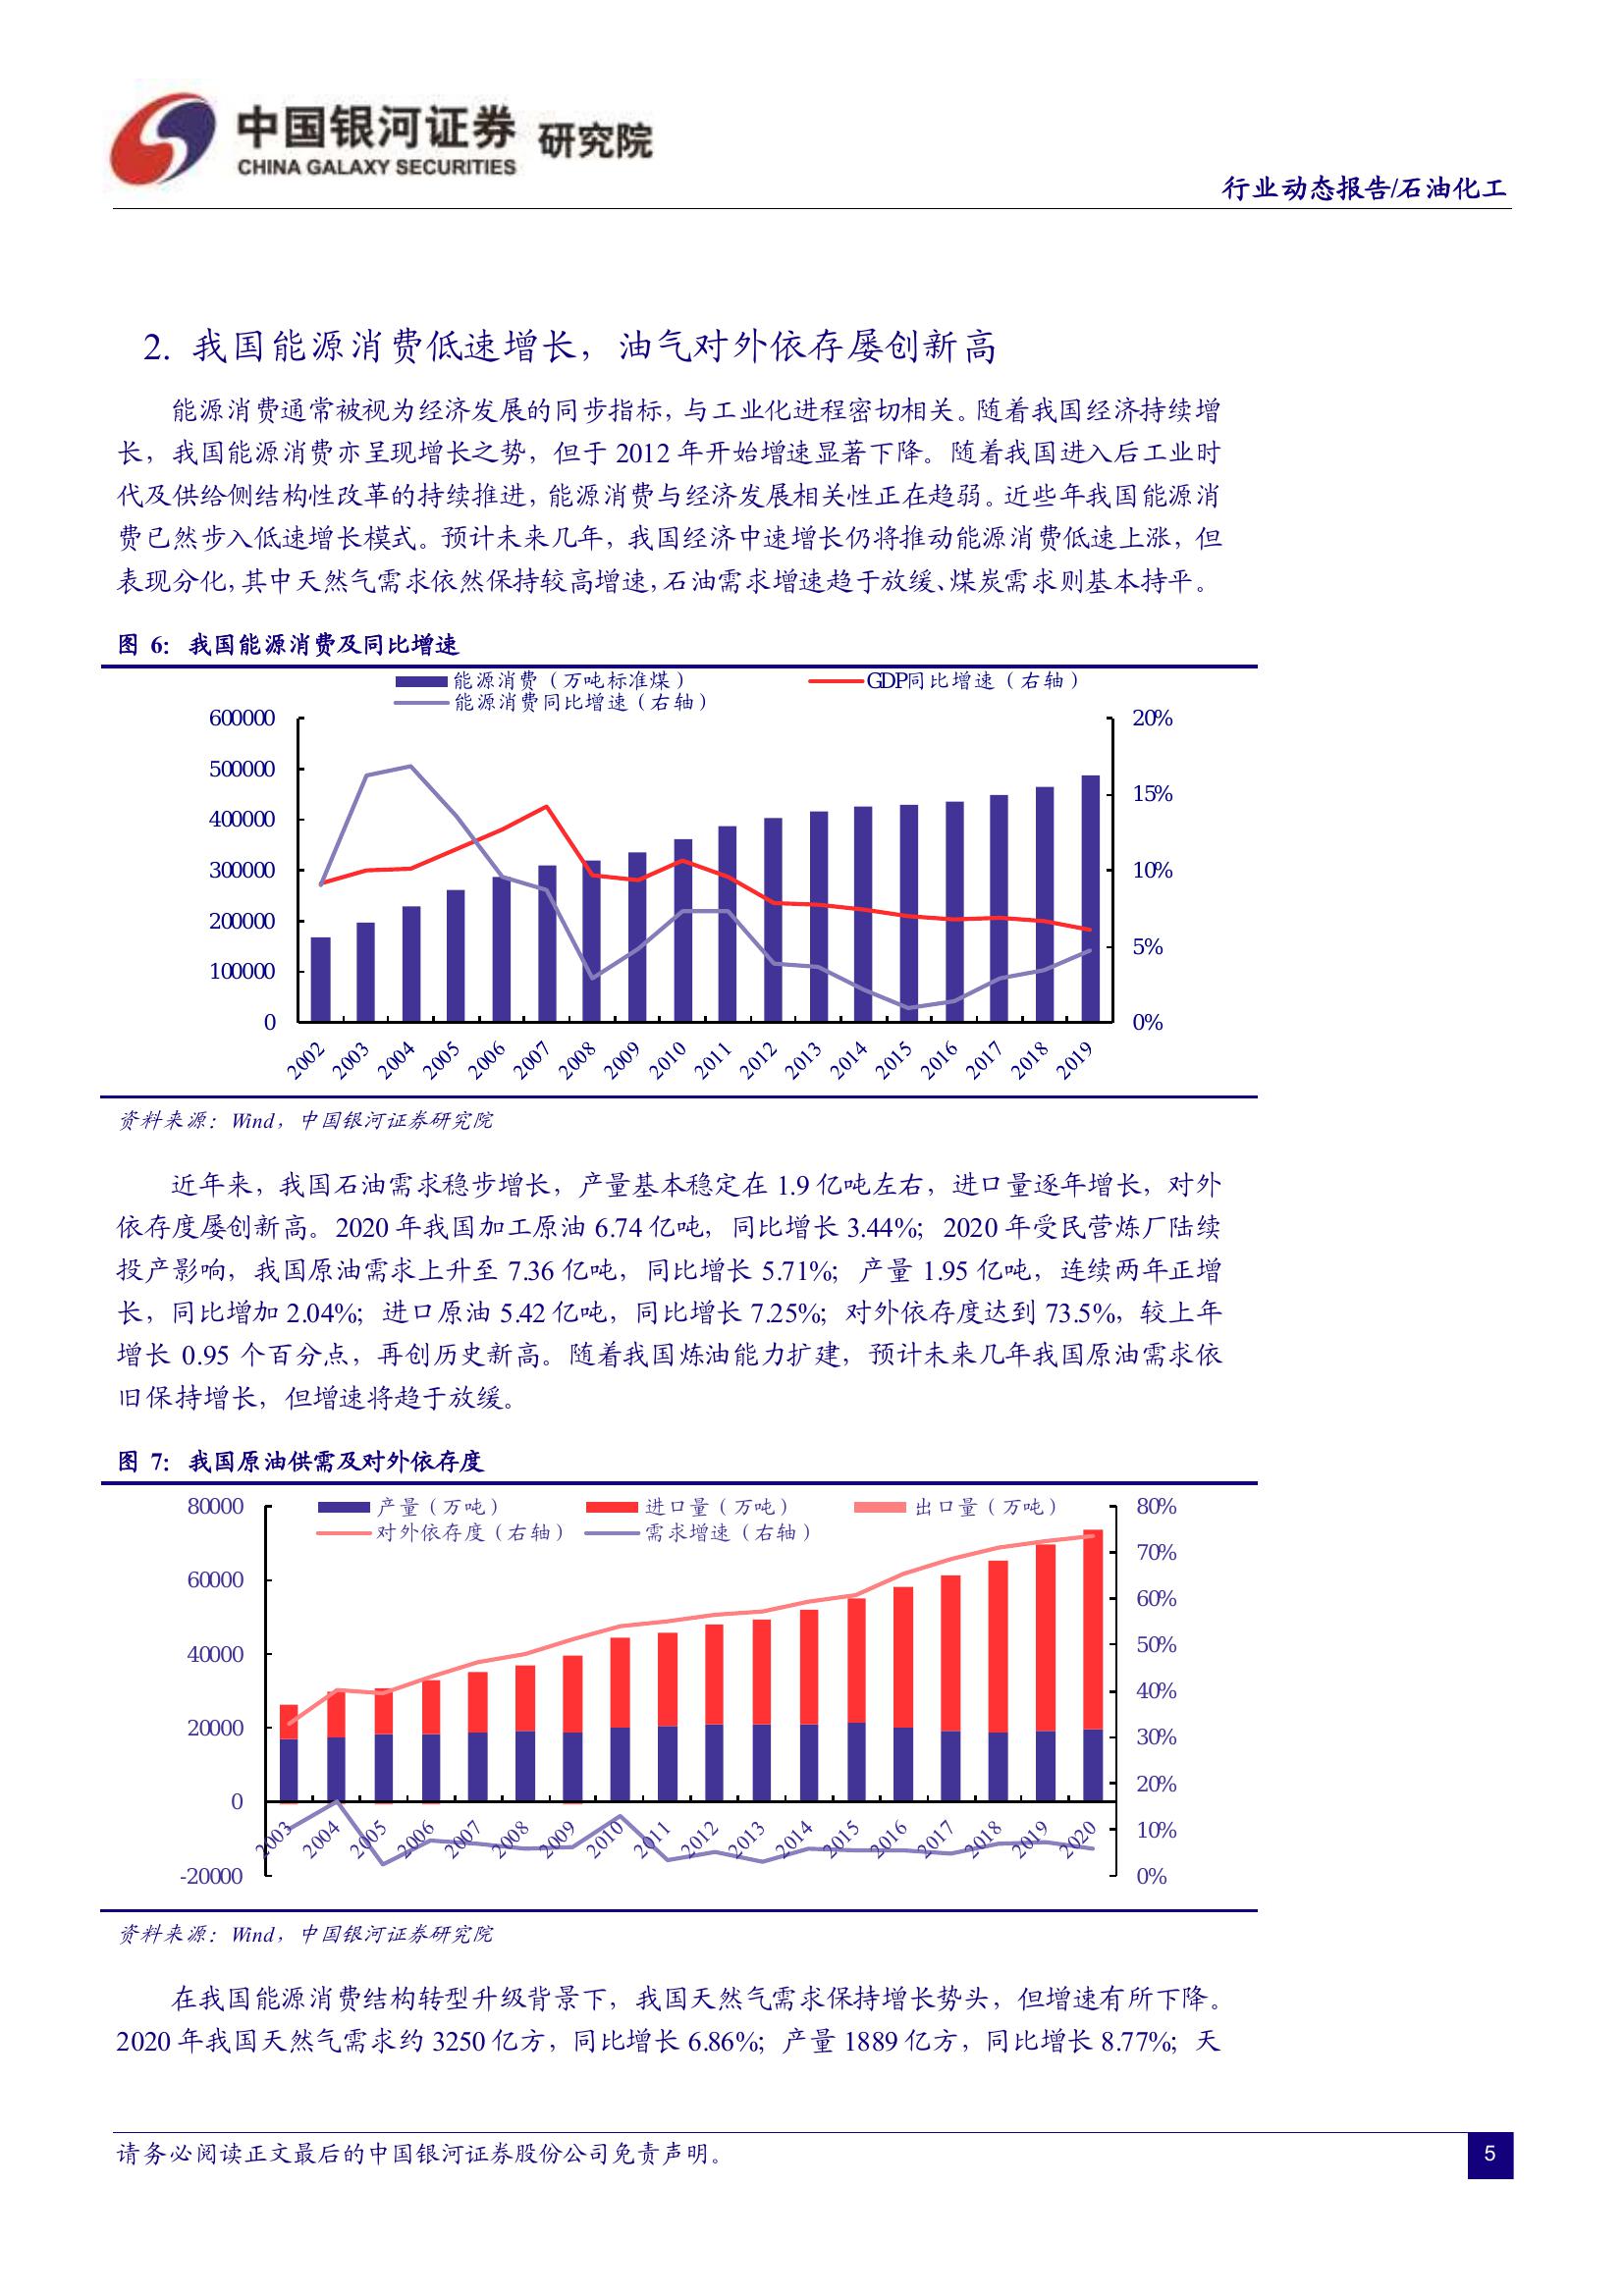 中国银河证券 研究院
CHINA GALAXY SECURITIES
行业动态报告/石油化工
2. 我国能源消费低速增长，油气对外依存屡创新高
能源消费通常被视为经济发展的同步指标，与工业化进程密切相关。随着我国经济持续增
长，我国能源消费亦呈现增长之势，但于 2012 年开始增速显著下降。随着我国进入后工业时
代及供给侧结构性改革的持续推进，能源消费与经济发展相关性正在趋弱。近些年我国能源消
费已然步入低速增长模式。预计未来几年，我国经济中速增长仍将推动能源消费低速上涨，但
表现分化，其中天然气需求依然保持较高增速，石油需求增速趋于放缓、煤炭需求则基本持平。
图 6：我国能源消费及同比增速
能源消费（万吨标准煤） GDP同比增速（右轴）
能源消费同比增速（右轴）
600000 20%
500000
15%
400000
300000 10%
200000
5%
100000
0 0%
2002 2003 2004 2005 2006 2007 2008 2009 2010 2011 2012 2013 2014 2015 2016 2017 2018 2019
资料来源：Wind，中国银河证券研究院
近年来，我国石油需求稳步增长，产量基本稳定在 1.9 亿吨左右，进口量逐年增长，对外
依存度屡创新高。2020 年我国加工原油 6.74 亿吨，同比增长 3.44%；2020 年受民营炼厂陆续
投产影响，我国原油需求上升至 7.36 亿吨，同比增长 5.71%；产量 1.95 亿吨，连续两年正增
长，同比增加 2.04%；进口原油 5.42 亿吨，同比增长 7.25%；对外依存度达到 73.5%，较上年
增长 0.95 个百分点，再创历史新高。随着我国炼油能力扩建，预计未来几年我国原油需求依
旧保持增长，但增速将趋于放缓。
图 7：我国原油供需及对外依存度
80000 产量（万吨） 进口量（万吨） 出口量（万吨） 80%
对外依存度（右轴） 需求增速（右轴）
70%
60000 60%
50%
40000
40%
20000 30%
20%
0
10%
-20000 0%
2003 2004 2005 2006 2007 2008 2009 2010 2011 2012 2013 2014 2015 2016 2017 2018 2019 2020
资料来源：Wind，中国银河证券研究院
在我国能源消费结构转型升级背景下，我国天然气需求保持增长势头，但增速有所下降。
2020 年我国天然气需求约 3250 亿方，同比增长 6.86%；产量 1889 亿方，同比增长 8.77%；天
请务必阅读正文最后的中国银河证券股份公司免责声明。
5